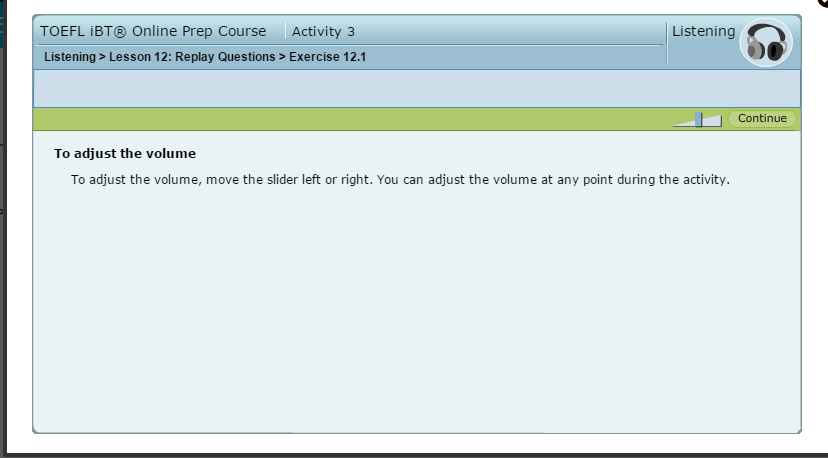 TOEFL iBT® Online Prep Course Activity 3 Listening
Listening > Lesson 12: Replay Questions > Exercise 12.1
Continue
To adjust the volume
To adjust the volume, move the slider left or right. You can adjust the volume at any point during the activity.